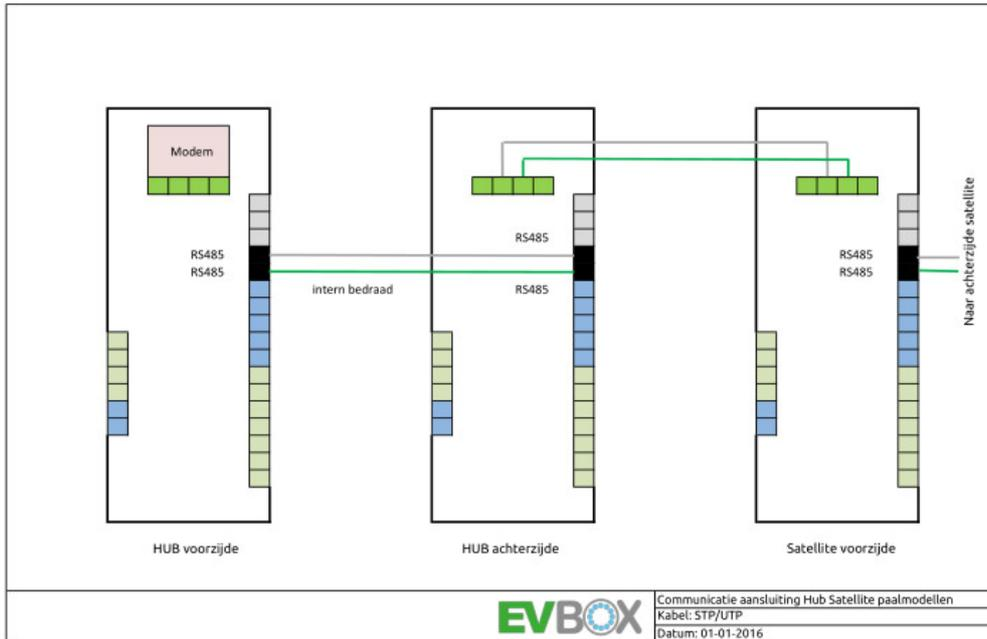 Modem
RS485
RS485
RS485
RS485
RS485
RS485
intern bedraad
Naar achterzijde satellite
HUB voorzijde
HUB achterzijde
Satellite voorzijde
EVBOX
Communicatie aansluiting Hub Satellite paalmodellen
Kabel: STP/UTP
Datum: 01-01-2016